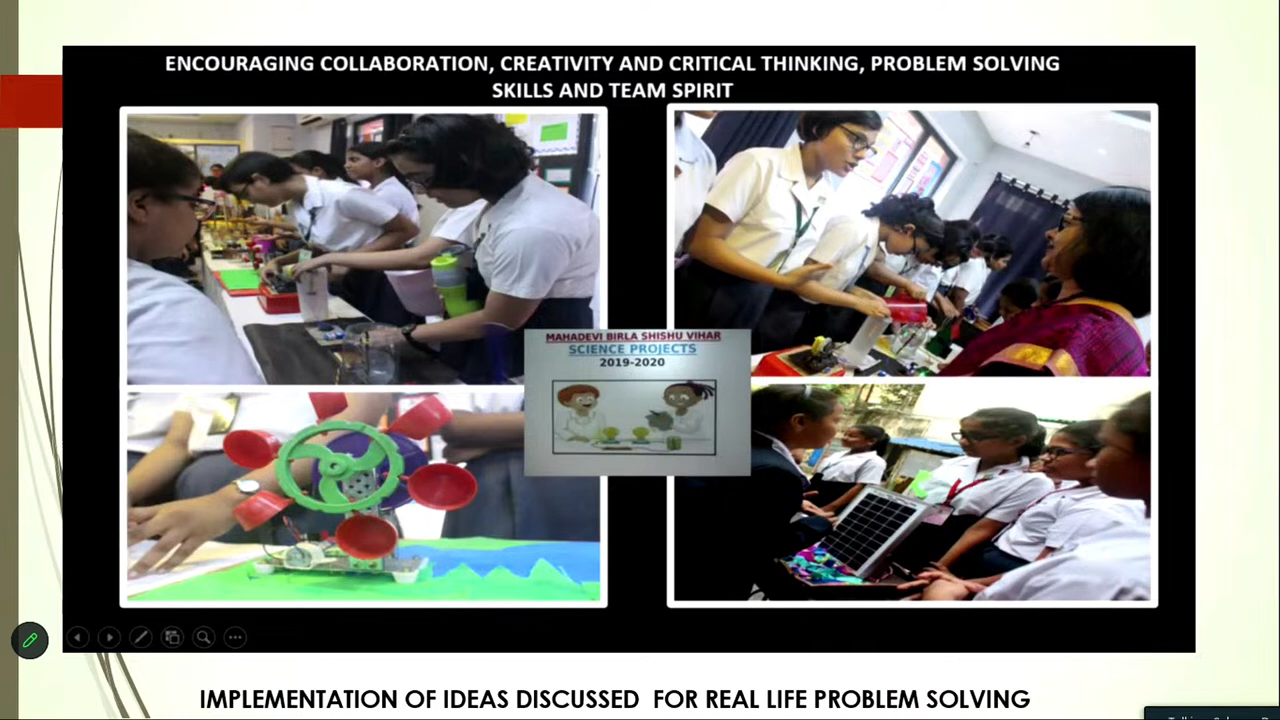 ENCOURAGING COLLABORATION, CREATIVITY AND CRITICAL THINKING, PROBLEM SOLVING
SKILLS AND TEAM SPIRIT
MAHADEVI BIRLA SHISHU VIHAR
SCIENCE PROJECTS
2019-2020
IMPLEMENTATION OF IDEAS DISCUSSED FOR REAL LIFE PROBLEM SOLVING